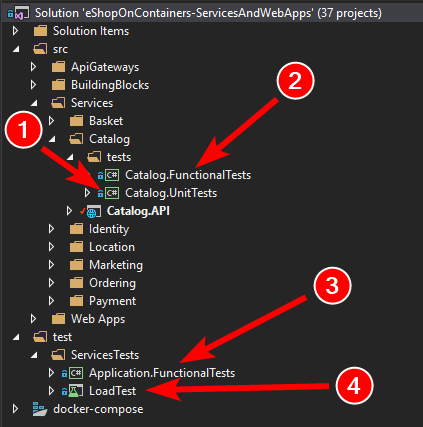 Solution 'eShopOnContainers-ServicesAndWebApps' (37 projects)
Solution Items
src
ApiGateways
BuildingBlocks
2
Services
1
Basket
Catalog
tests
C# Catalog.FunctionalTests
C# Catalog.UnitTests
Catalog.API
Identity
Location
Marketing
3
Ordering
Payment
Web Apps
test
ServicesTests
C# Application.FunctionalTests
4
LoadTest
docker-compose